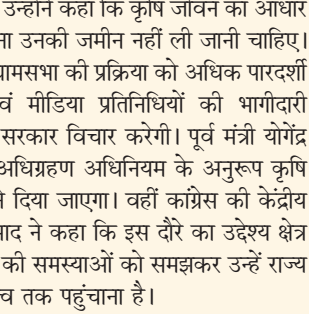 उन्होंने कहा कि कृषि जीवन का आधार
उनकी जमीन नहीं ली जानी चाहिए।
ग्रामसभा की प्रक्रिया को अधिक पारदर्शी
एवं मीडिया प्रतिनिधियों की भागीदारी
सरकार विचार करेगी। पूर्व मंत्री योगेंद्र
अधिग्रहण अधिनियम के अनुरूप कृषि
दिया जाएगा। वहीं कांग्रेस की केंद्रीय
ने कहा कि इस दौरे का उद्देश्य क्षेत्र
की समस्याओं को समझकर उन्हें राज्य
तक पहुंचाना है।